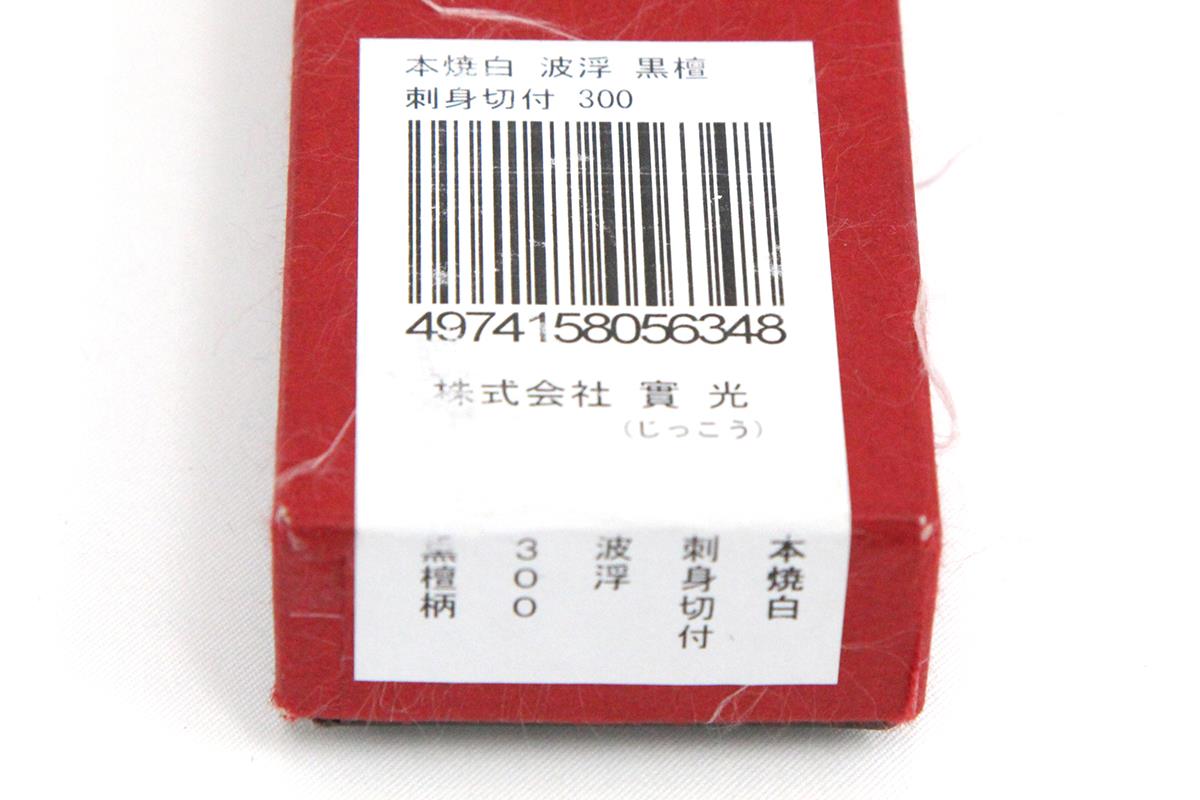 本焼白 波浮 黒檀
刺身切付 300
4974158056348
株式会社 實光
（じっこう）
本焼白
刺身切付
波浮
300
黒檀柄